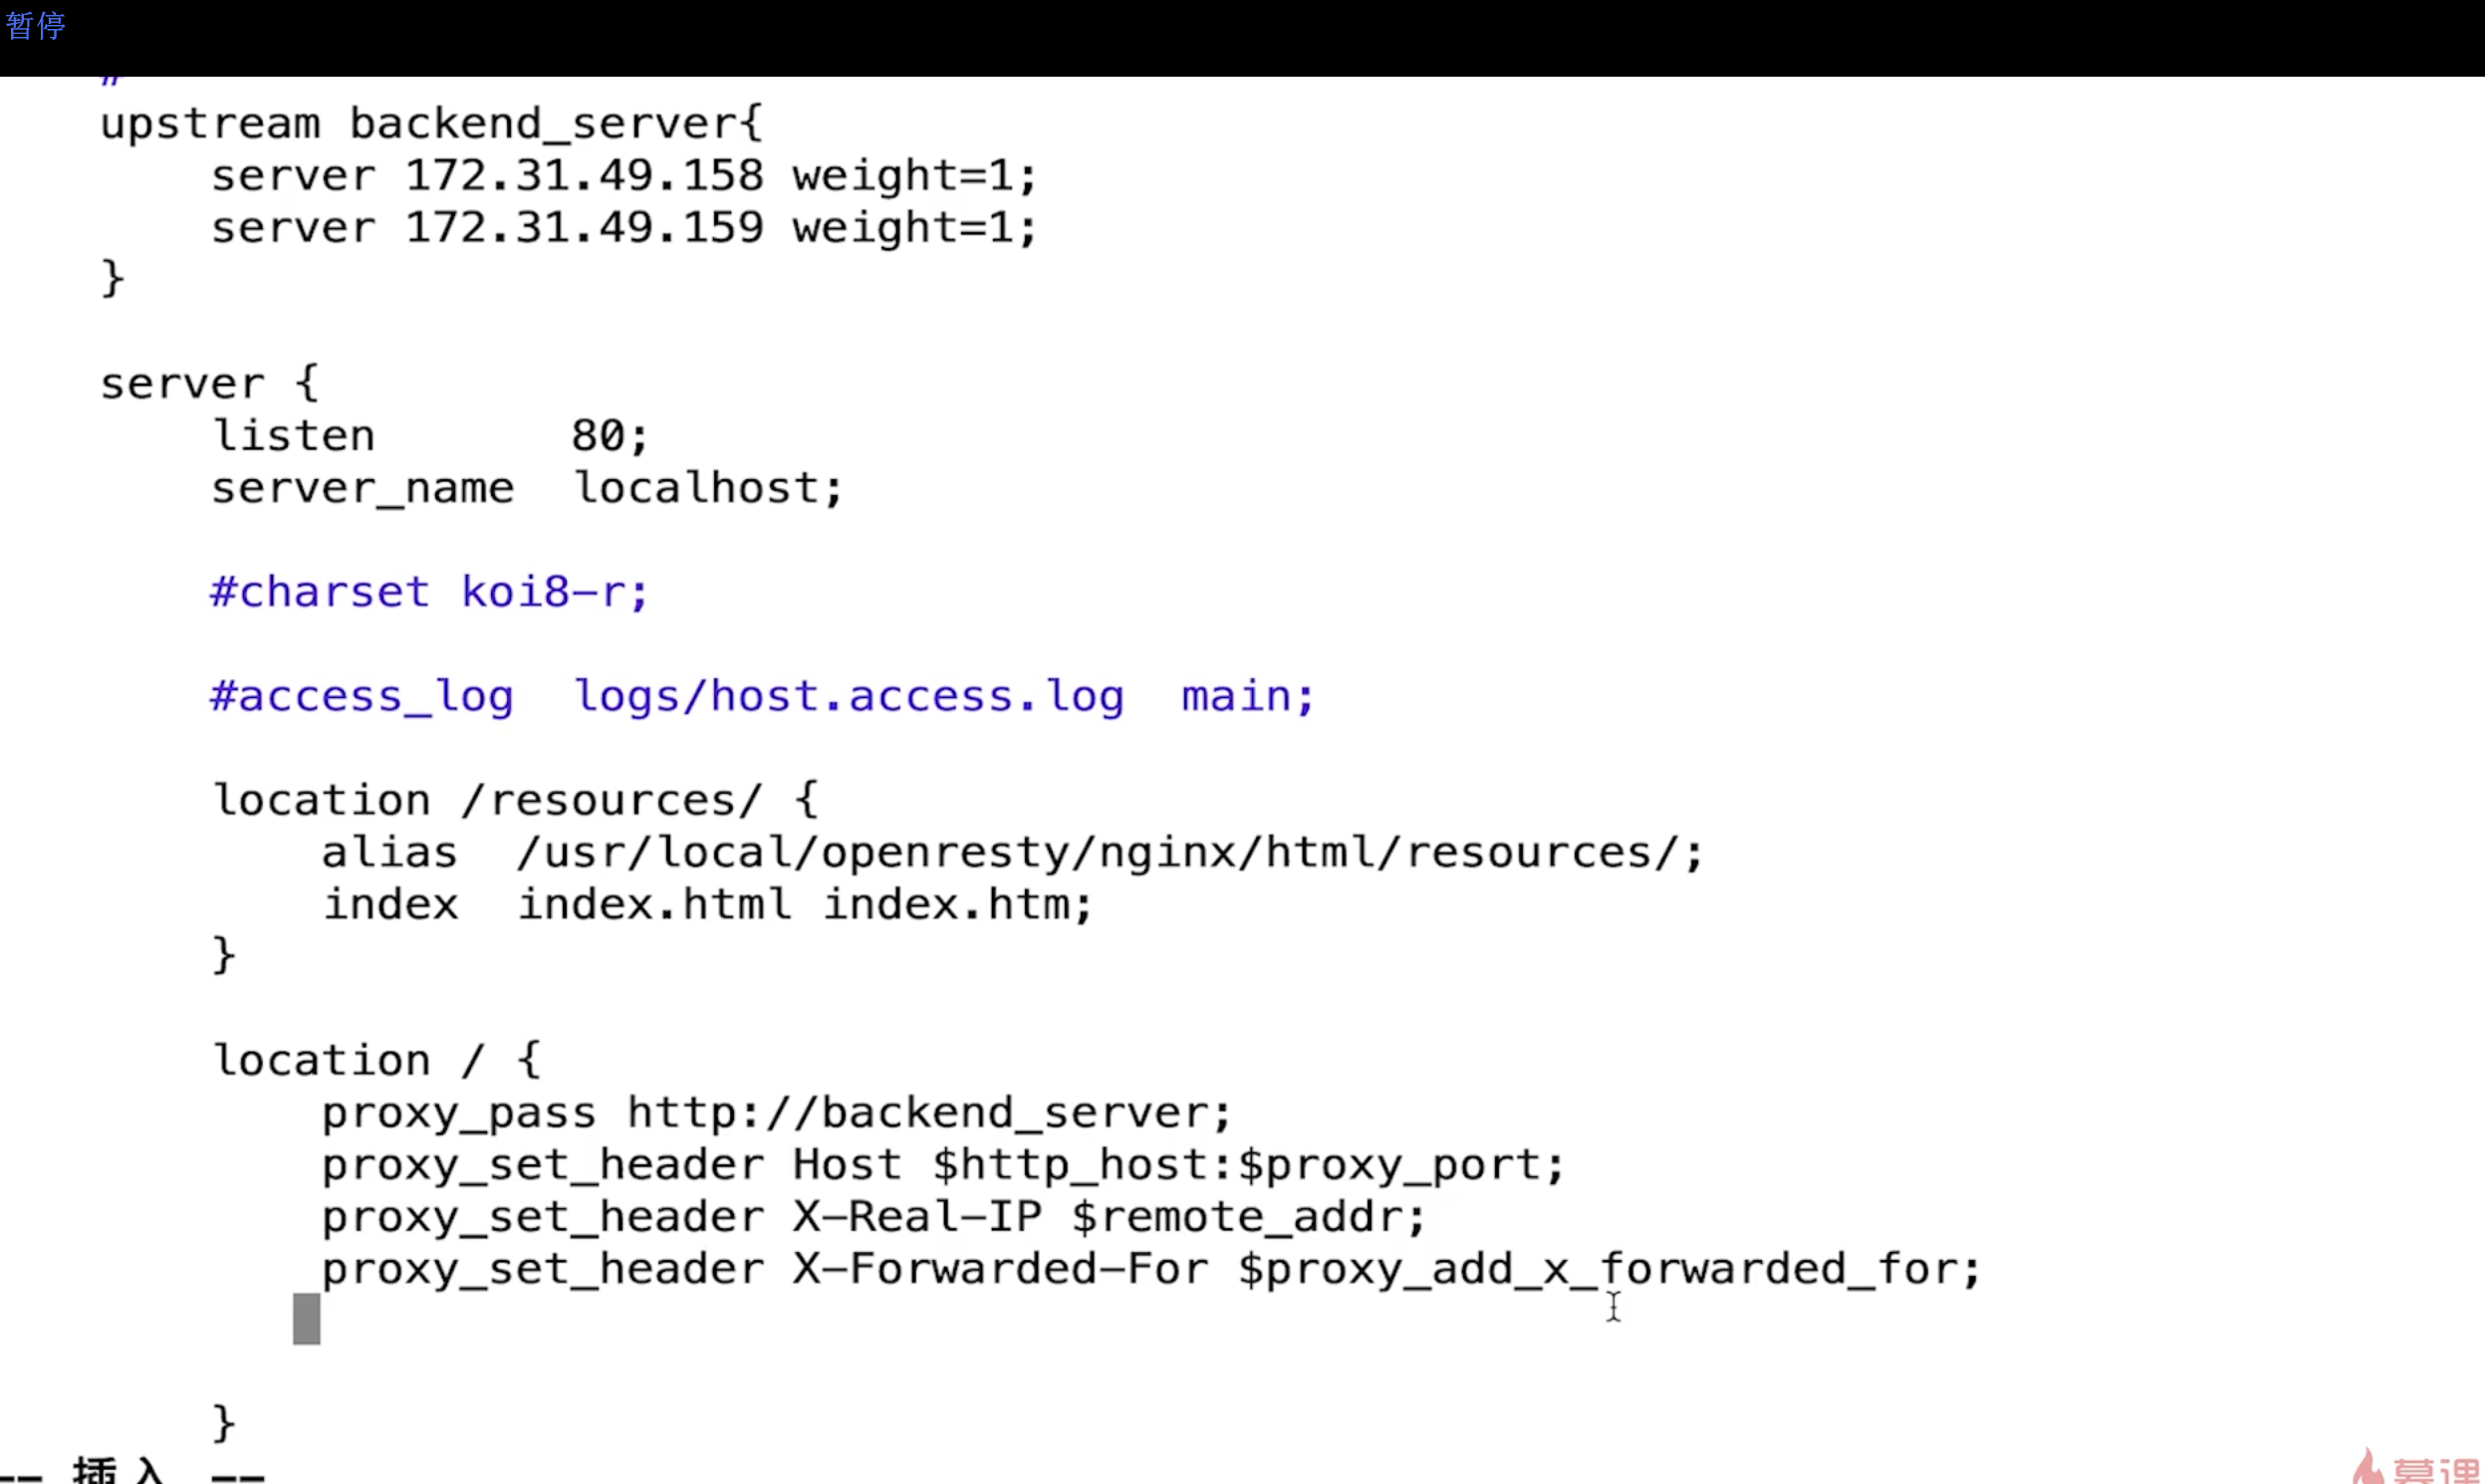 暂停
#
upstream backend_server{
server 172.31.49.158 weight=1;
server 172.31.49.159 weight=1;
}
server {
listen 80;
server_name localhost;
#charset koi8-r;
#access_log logs/host.access.log main;
location /resources/ {
alias /usr/local/openresty/nginx/html/resources/;
index index.html index.htm;
}
location / {
proxy_pass http://backend_server;
proxy_set_header Host $http_host:$proxy_port;
proxy_set_header X-Real-IP $remote_addr;
proxy_set_header X-Forwarded-For $proxy_add_x_forwarded_for;
}
-- 插入 --
慕课